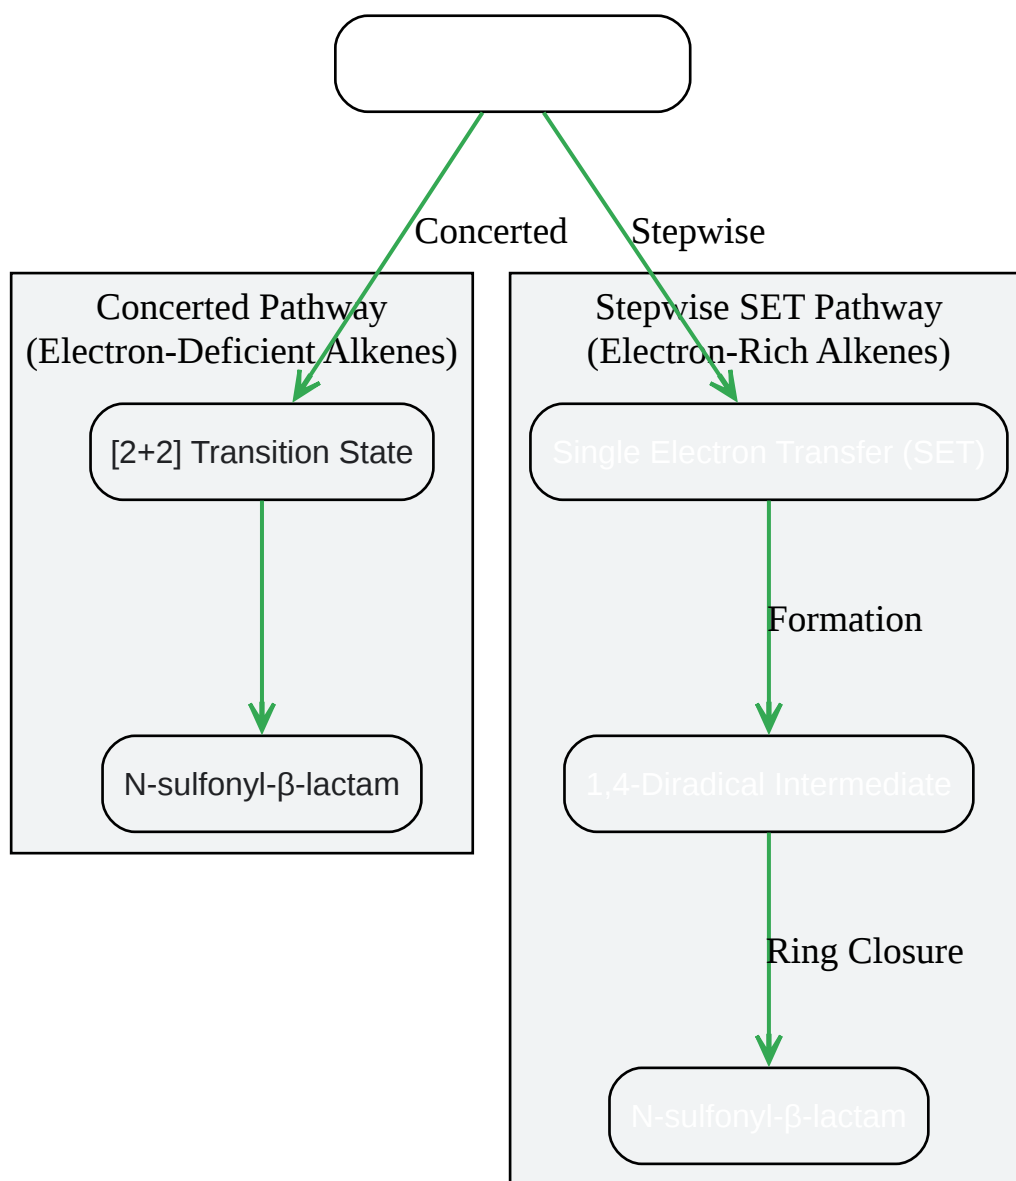 Concerted
Stepwise
Concerted Pathway
(Electron-Deficient Alkenes)
[2+2] Transition State
N-sulfonyl-β-lactam
Stepwise SET Pathway
(Electron-Rich Alkenes)
Single Electron Transfer (SET)
Formation
1,4-Diradical Intermediate
Ring Closure
N-sulfonyl-β-lactam